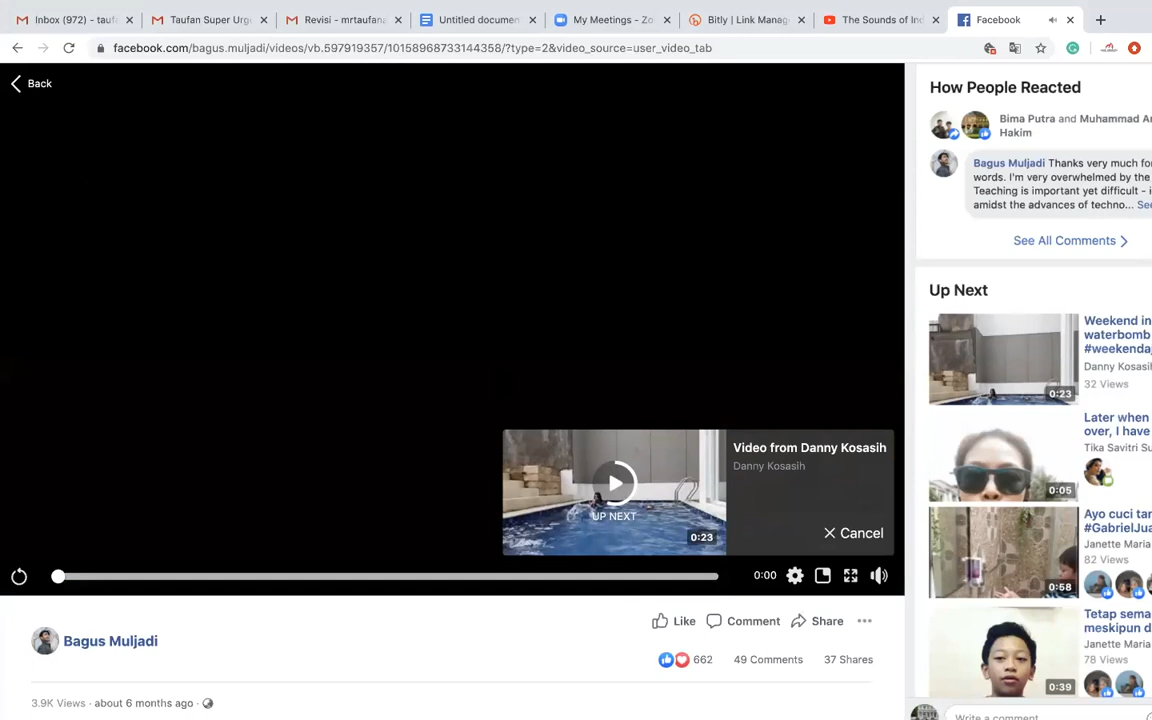 Inbox (972) - taufa
Taufan Super Urg
Revisi - mrtaufana
Untitled documen
My Meetings - Zo
Bitly | Link Manag
The Sounds of Ind
Facebook
facebook.com/bagus.muljadi/videos/vb.597919357/10158968733144358/?type=2&video_source=user_video_tab
Back
How People Reacted
Bima Putra and Muhammad Ar
Hakim
Bagus Muljadi Thanks very much for
words. I'm very overwhelmed by the
Teaching is important yet difficult - i
amidst the advances of techno... See
See All Comments
Up Next
Weekend in
waterbomb
#weekenda
Danny Kosasih
32 Views
0:23
Later when
over, I have
Tika Savitri Su
0:05
Ayo cuci tan
#GabrielJua
Janette Maria
82 Views
0:58
Tetap sema
meskipun d
Janette Maria
78 Views
0:39
Write a comment
Video from Danny Kosasih
Danny Kosasih
UP NEXT
0:23
Cancel
0:00
Bagus Muljadi
Like
Comment
Share
662
49 Comments
37 Shares
3.9K Views · about 6 months ago ·